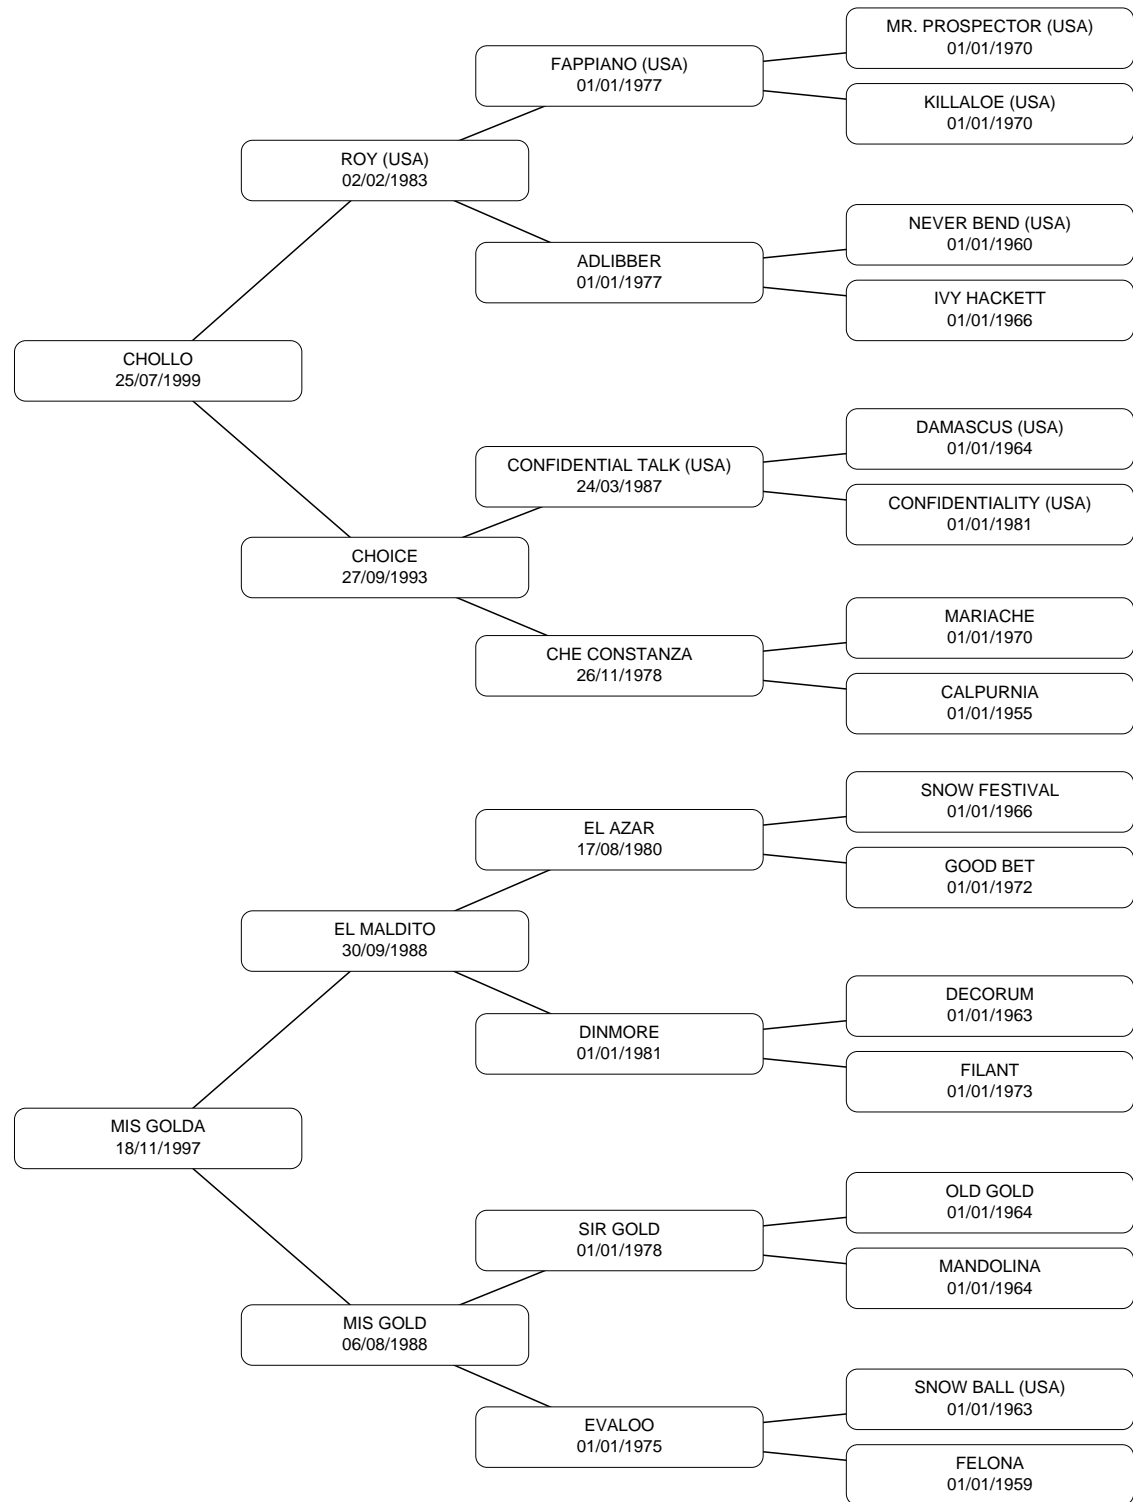 MR. PROSPECTOR (USA)
01/01/1970
FAPPIANO (USA)
01/01/1977
KILLALOE (USA)
01/01/1970
ROY (USA)
02/02/1983
NEVER BEND (USA)
01/01/1960
ADLIBBER
01/01/1977
IVY HACKETT
01/01/1966
CHOLLO
25/07/1999
DAMASCUS (USA)
01/01/1964
CONFIDENTIAL TALK (USA)
24/03/1987
CONFIDENTIALITY (USA)
01/01/1981
CHOICE
27/09/1993
MARIACHE
01/01/1970
CHE CONSTANZA
26/11/1978
CALPURNIA
01/01/1955
SNOW FESTIVAL
01/01/1966
EL AZAR
17/08/1980
GOOD BET
01/01/1972
EL MALDITO
30/09/1988
DECORUM
01/01/1963
DINMORE
01/01/1981
FILANT
01/01/1973
MIS GOLDA
18/11/1997
OLD GOLD
01/01/1964
SIR GOLD
01/01/1978
MANDOLINA
01/01/1964
MIS GOLD
06/08/1988
SNOW BALL (USA)
01/01/1963
EVALOO
01/01/1975
FELONA
01/01/1959